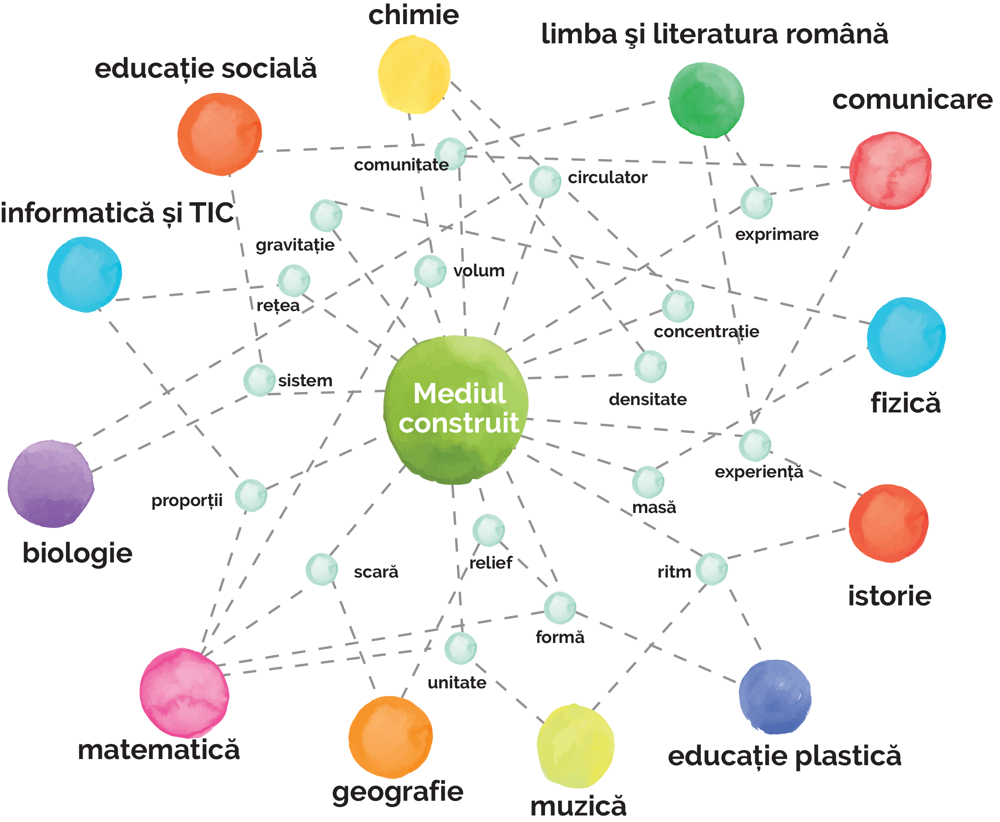 chimie
limba şi literatura română
educație socială
comunicare
comunitate
circulator
informatică și TIC
exprimare
gravitație
volum
rețea
concentrație
sistem
densitate
Mediul
construit
fizică
experiență
proporții
masă
biologie
relief
scară
ritm
istorie
formă
unitate
matematică
educație plastică
geografie
muzică